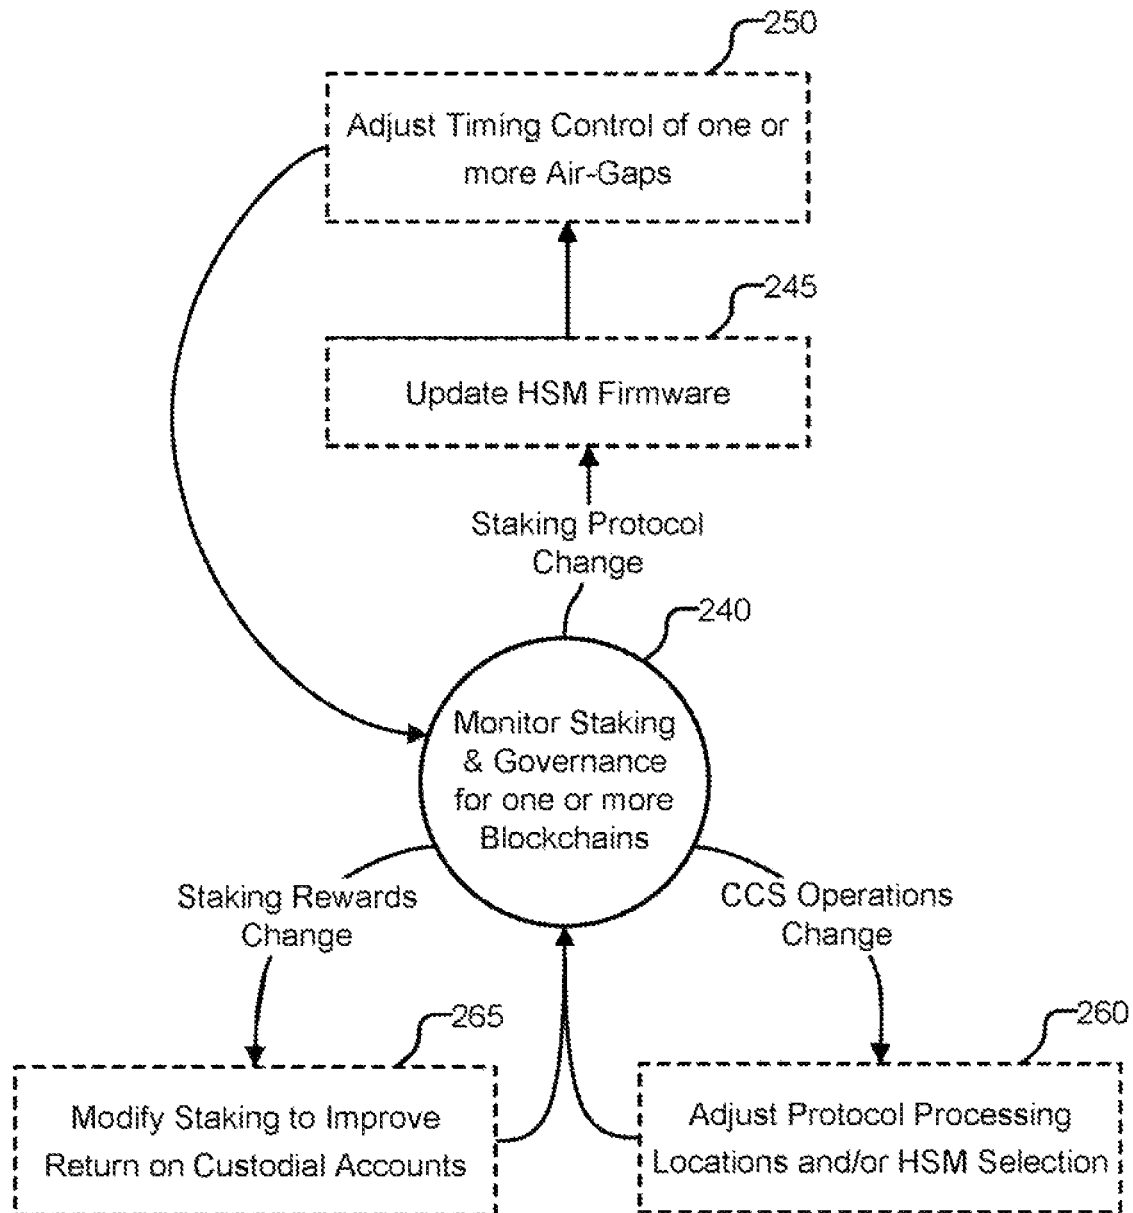 250
Adjust Timing Control of one or
more Air-Gaps
245
Update HSM Firmware
Staking Protocol
Change
240
Monitor Staking
& Governance
for one or more
Blockchains
Staking Rewards
Change
CCS Operations
Change
265
Modify Staking to Improve
Return on Custodial Accounts
260
Adjust Protocol Processing
Locations and/or HSM Selection